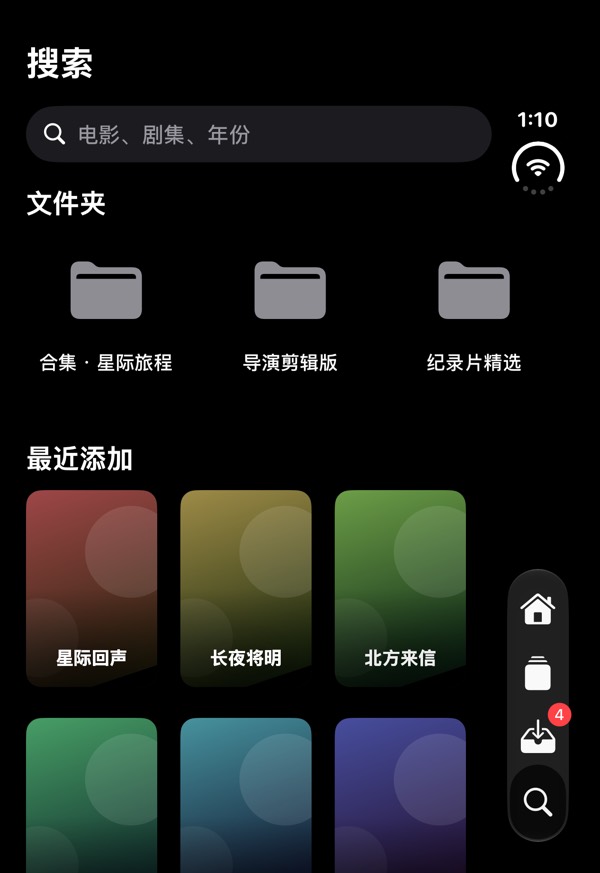 搜索
电影、剧集、年份
1:10
文件夹
合集 · 星际旅程
导演剪辑版
纪录片精选
最近添加
星际回声
长夜将明
北方来信
4